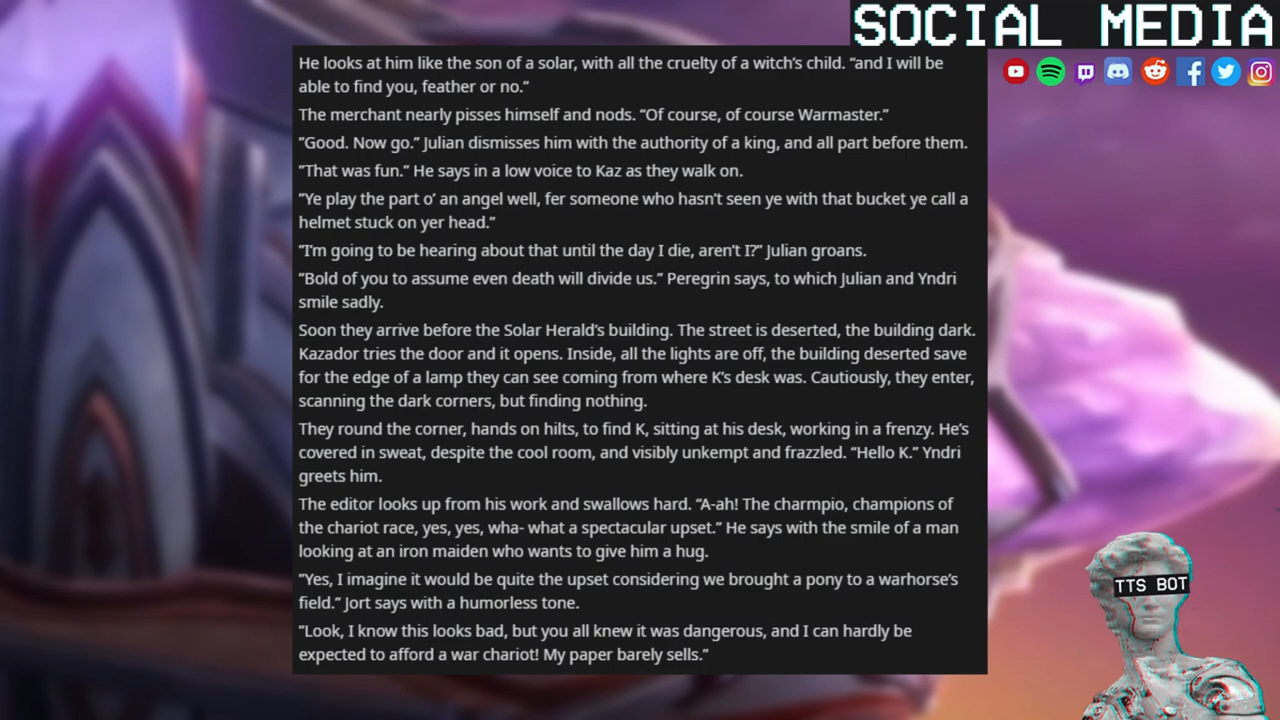 SOCIAL MEDIA
He looks at him like the son of a solar, with all the cruelty of a witch’s child. “and I will be
able to find you, feather or no.”
The merchant nearly pisses himself and nods. “Of course, of course Warmaster.”
“Good. Now go.” Julian dismisses him with the authority of a king, and all part before them.
“That was fun.” He says in a low voice to Kaz as they walk on.
“Ye play the part o’ an angel well, fer someone who hasn’t seen ye with that bucket ye call a
helmet stuck on yer head.”
“I’m going to be hearing about that until the day I die, aren’t I?” Julian groans.
“Bold of you to assume even death will divide us.” Peregrin says, to which Julian and Yndri
smile sadly.
Soon they arrive before the Solar Herald’s building. The street is deserted, the building dark.
Kazador tries the door and it opens. Inside, all the lights are off, the building deserted save
for the edge of a lamp they can see coming from where K’s desk was. Cautiously, they enter,
scanning the dark corners, but finding nothing.
They round the corner, hands on hilts, to find K, sitting at his desk, working in a frenzy. He’s
covered in sweat, despite the cool room, and visibly unkempt and frazzled. “Hello K.” Yndri
greets him.
The editor looks up from his work and swallows hard. “A-ah! The charmpio, champions of
the chariot race, yes, yes, wha- what a spectacular upset.” He says with the smile of a man
looking at an iron maiden who wants to give him a hug.
“Yes, I imagine it would be quite the upset considering we brought a pony to a warhorse’s
field.” Jort says with a humorless tone.
“Look, I know this looks bad, but you all knew it was dangerous, and I can hardly be
expected to afford a war chariot! My paper barely sells.”
TTS BOT